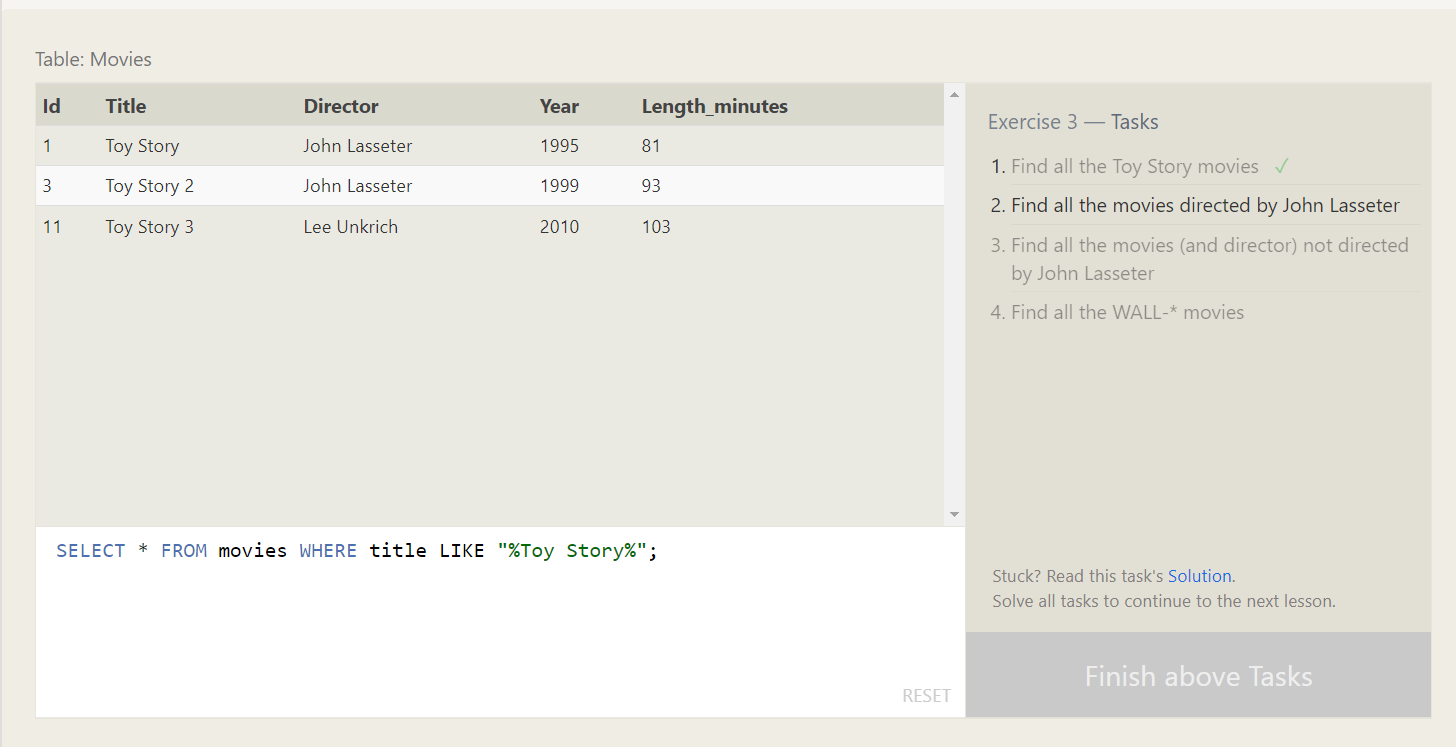 Table: Movies
Id Title Director Year Length_minutes
1 Toy Story John Lasseter 1995 81
3 Toy Story 2 John Lasseter 1999 93
11 Toy Story 3 Lee Unkrich 2010 103
SELECT * FROM movies WHERE title LIKE "%Toy Story%";
RESET
Exercise 3 — Tasks
1. Find all the Toy Story movies ✓
2. Find all the movies directed by John Lasseter
3. Find all the movies (and director) not directed
by John Lasseter
4. Find all the WALL-* movies
Stuck? Read this task's Solution.
Solve all tasks to continue to the next lesson.
Finish above Tasks